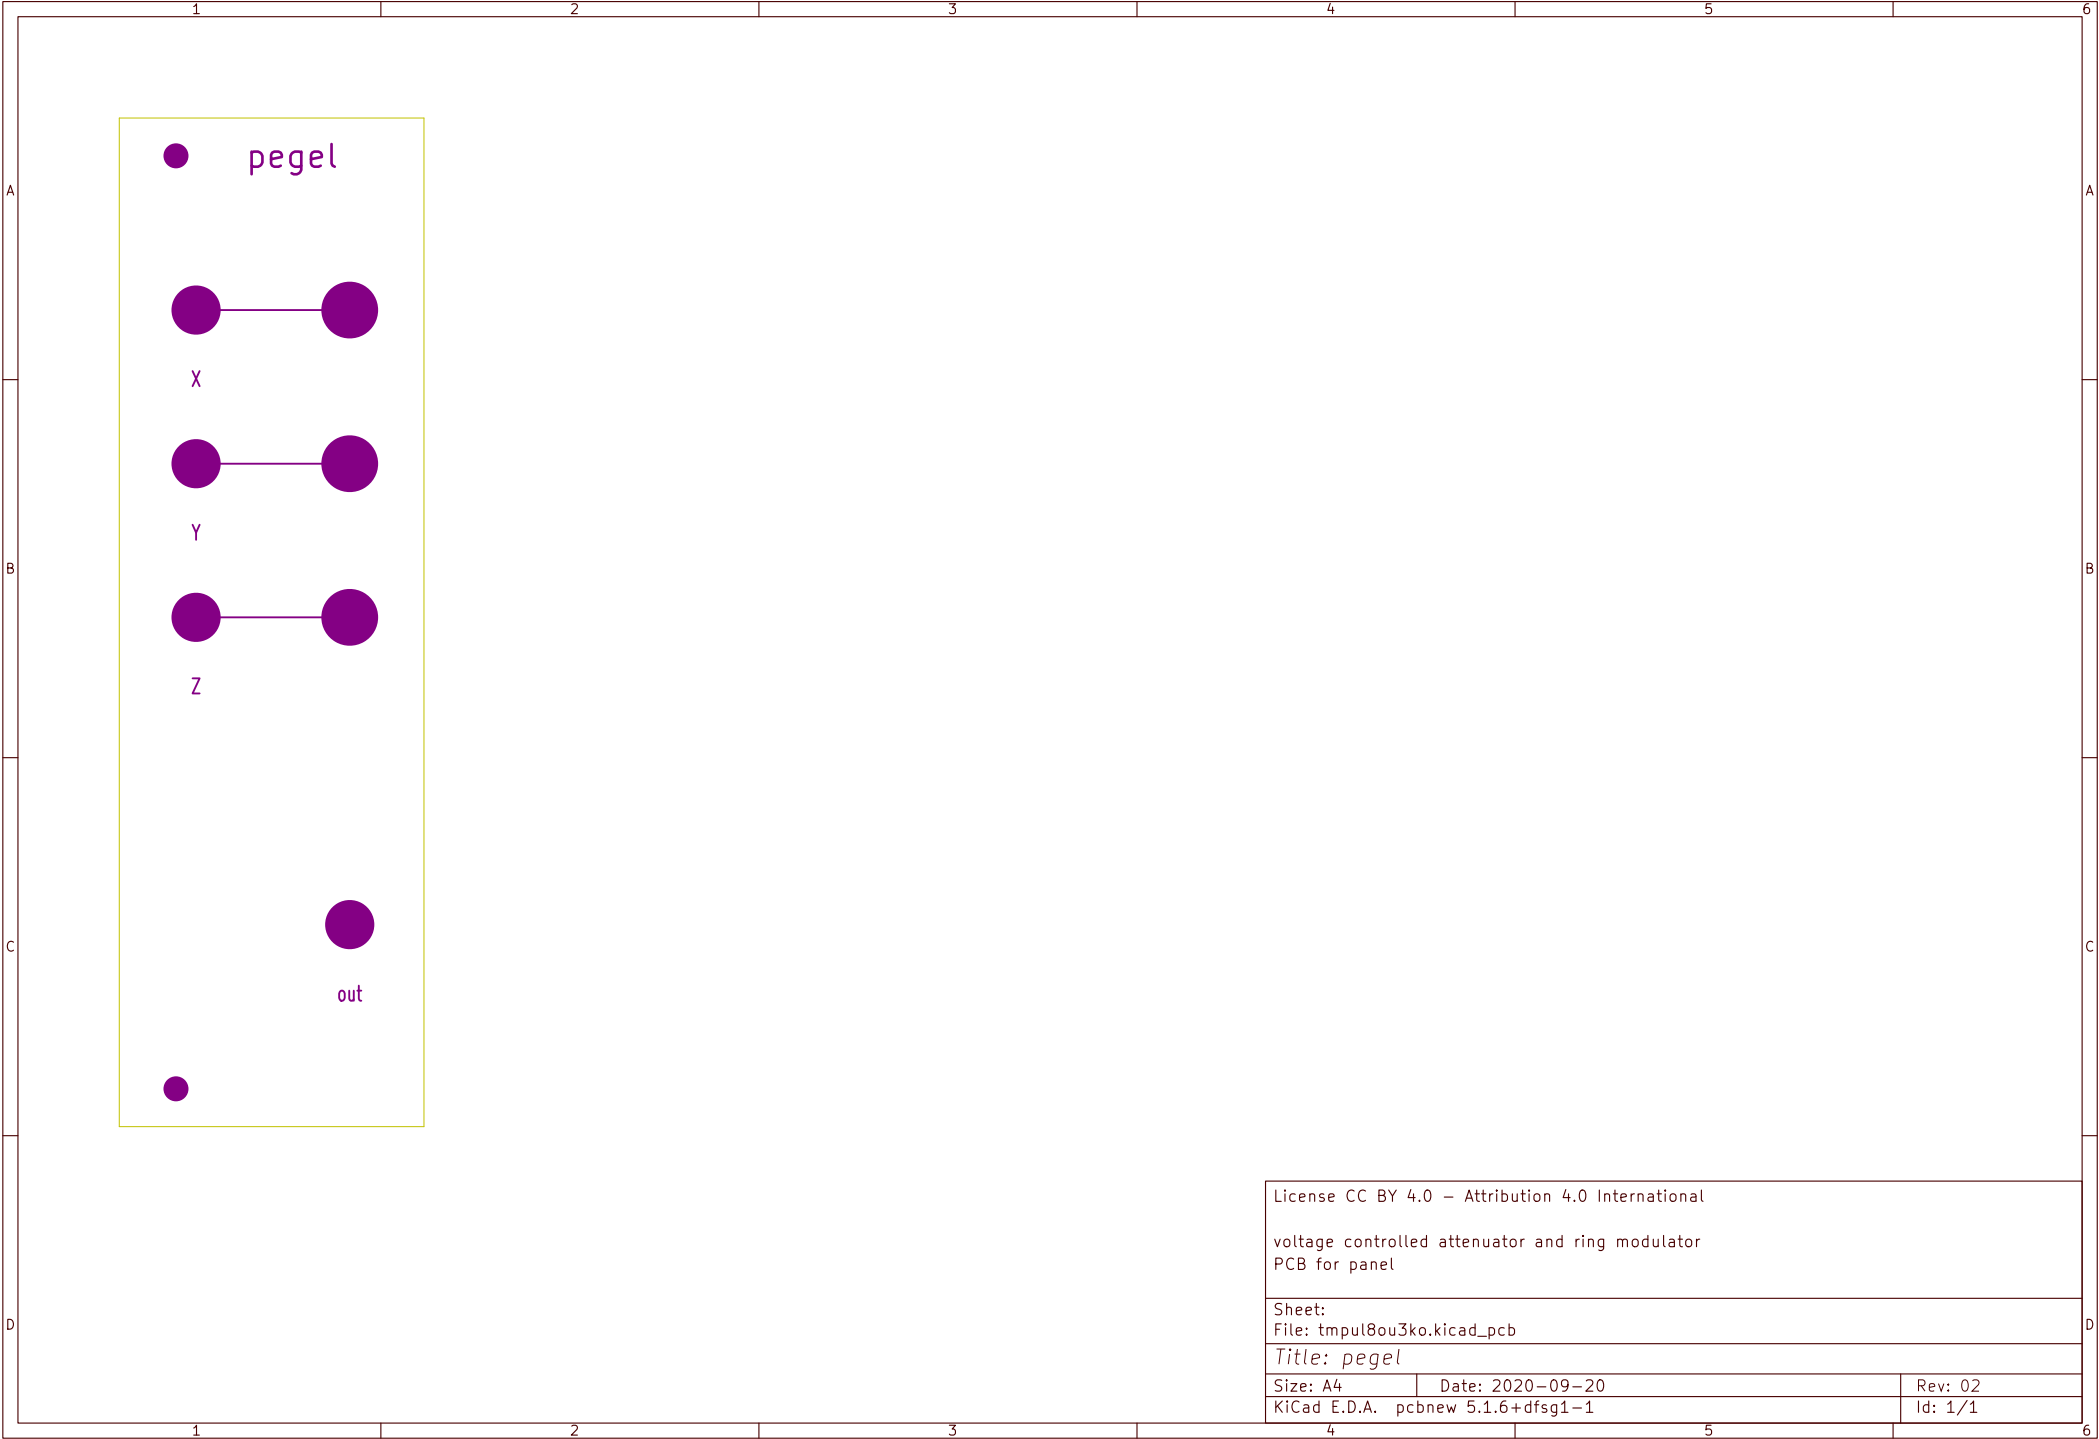 1 2 3 4 5 6
A A
pegel
X
Y
B B
Z
C C
out
License CC BY 4.0 – Attribution 4.0 International
voltage controlled attenuator and ring modulator
PCB for panel
Sheet:
D D
File: tmpul8ou3ko.kicad_pcb
Title: pegel
Size: A4 Date: 2020-09-20 Rev: 02
KiCad E.D.A. pcbnew 5.1.6+dfsg1-1 Id: 1/1
1 2 3 4 5 6